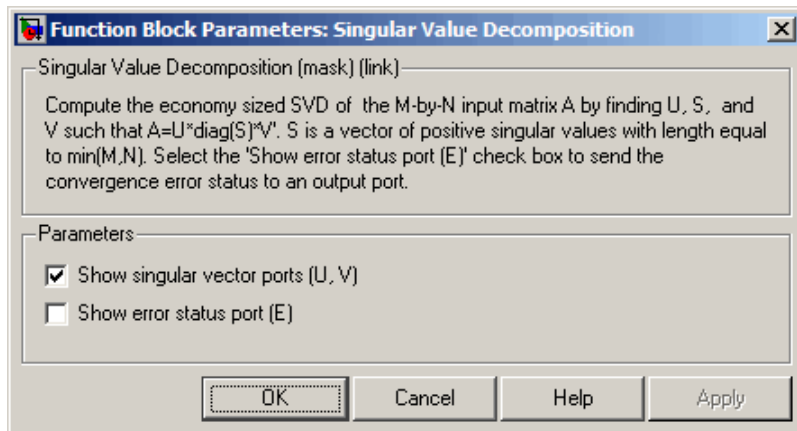 Function Block Parameters: Singular Value Decomposition
Singular Value Decomposition (mask) (link)
Compute the economy sized SVD of the M-by-N input matrix A by finding U, S, and
V such that A=U*diag(S)*V'. S is a vector of positive singular values with length equal
to min(M,N). Select the 'Show error status port (E)' check box to send the
convergence error status to an output port.
Parameters
Show singular vector ports (U, V)
Show error status port (E)
OK Cancel Help Apply